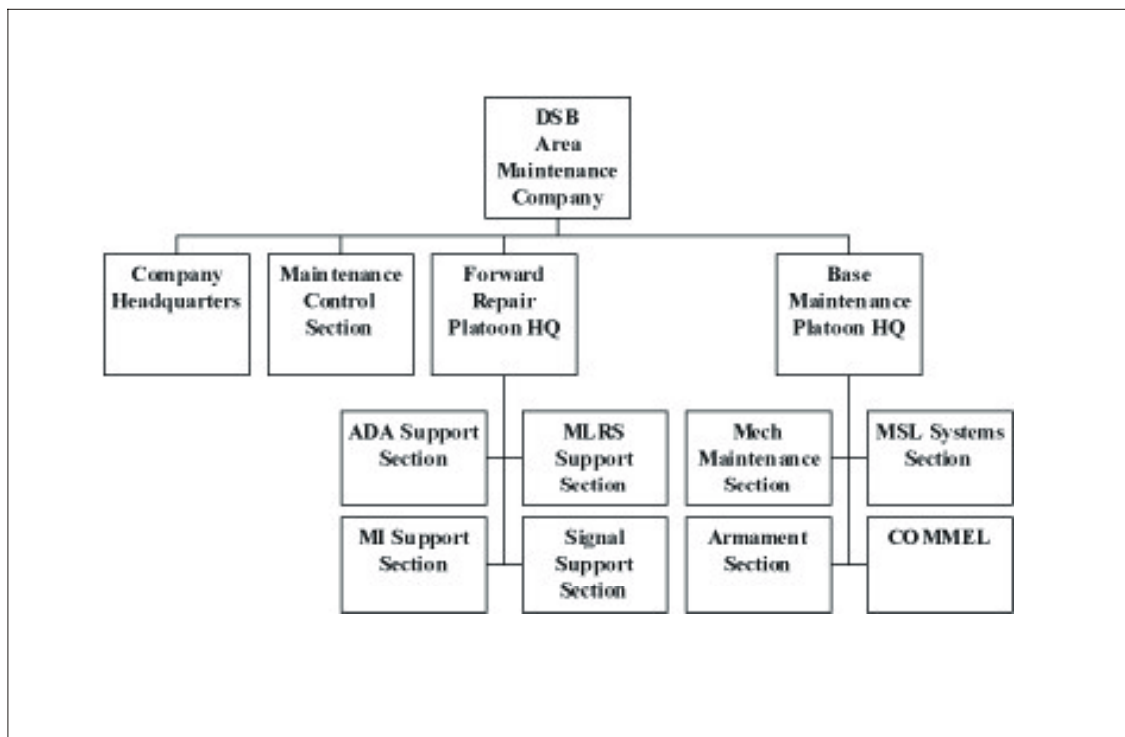 DSB
Area
Maintenance
Company
Company
Headquarters
Maintenance
Control
Section
Forward
Repair
Platoon HQ
Base
Maintenance
Platoon HQ
ADA Support
Section
MLRS
Support
Section
Mech
Maintenance
Section
MSL Systems
Section
MI Support
Section
Signal
Support
Section
Armament
Section
COMMEL